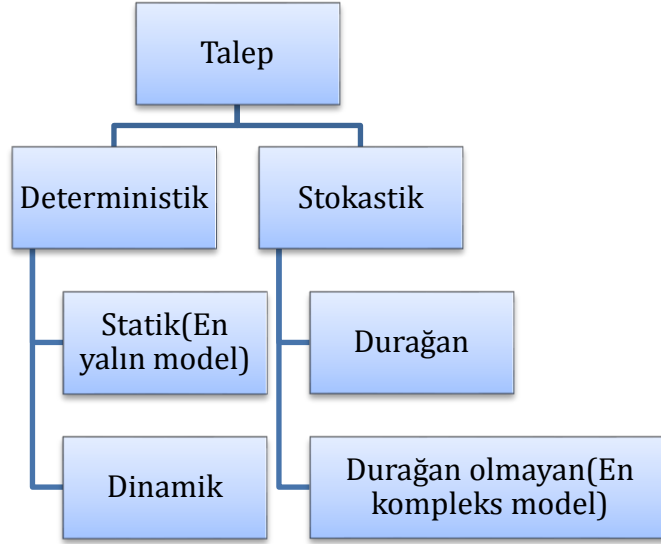 Talep
Deterministik
Stokastik
Statik(En
yalın model)
Durağan
Dinamik
Durağan olmayan(En
kompleks model)